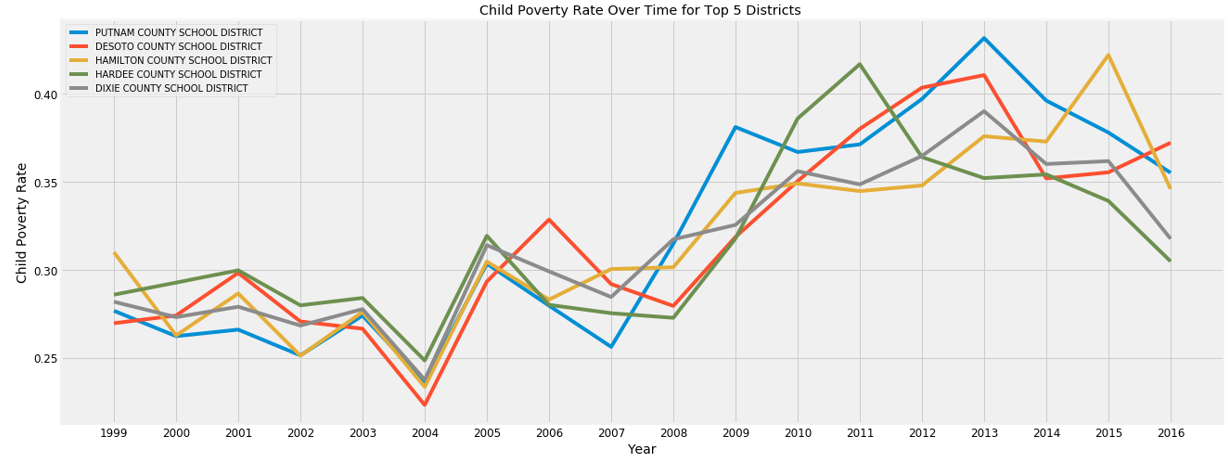 Child Poverty Rate Over Time for Top 5 Districts
PUTNAM COUNTY SCHOOL DISTRICT
DESOTO COUNTY SCHOOL DISTRICT
HAMILTON COUNTY SCHOOL DISTRICT
HARDEE COUNTY SCHOOL DISTRICT
DIXIE COUNTY SCHOOL DISTRICT
0.40
0.35
0.30
0.25
Child Poverty Rate
1999 2000 2001 2002 2003 2004 2005 2006 2007 2008 2009 2010 2011 2012 2013 2014 2015 2016
Year